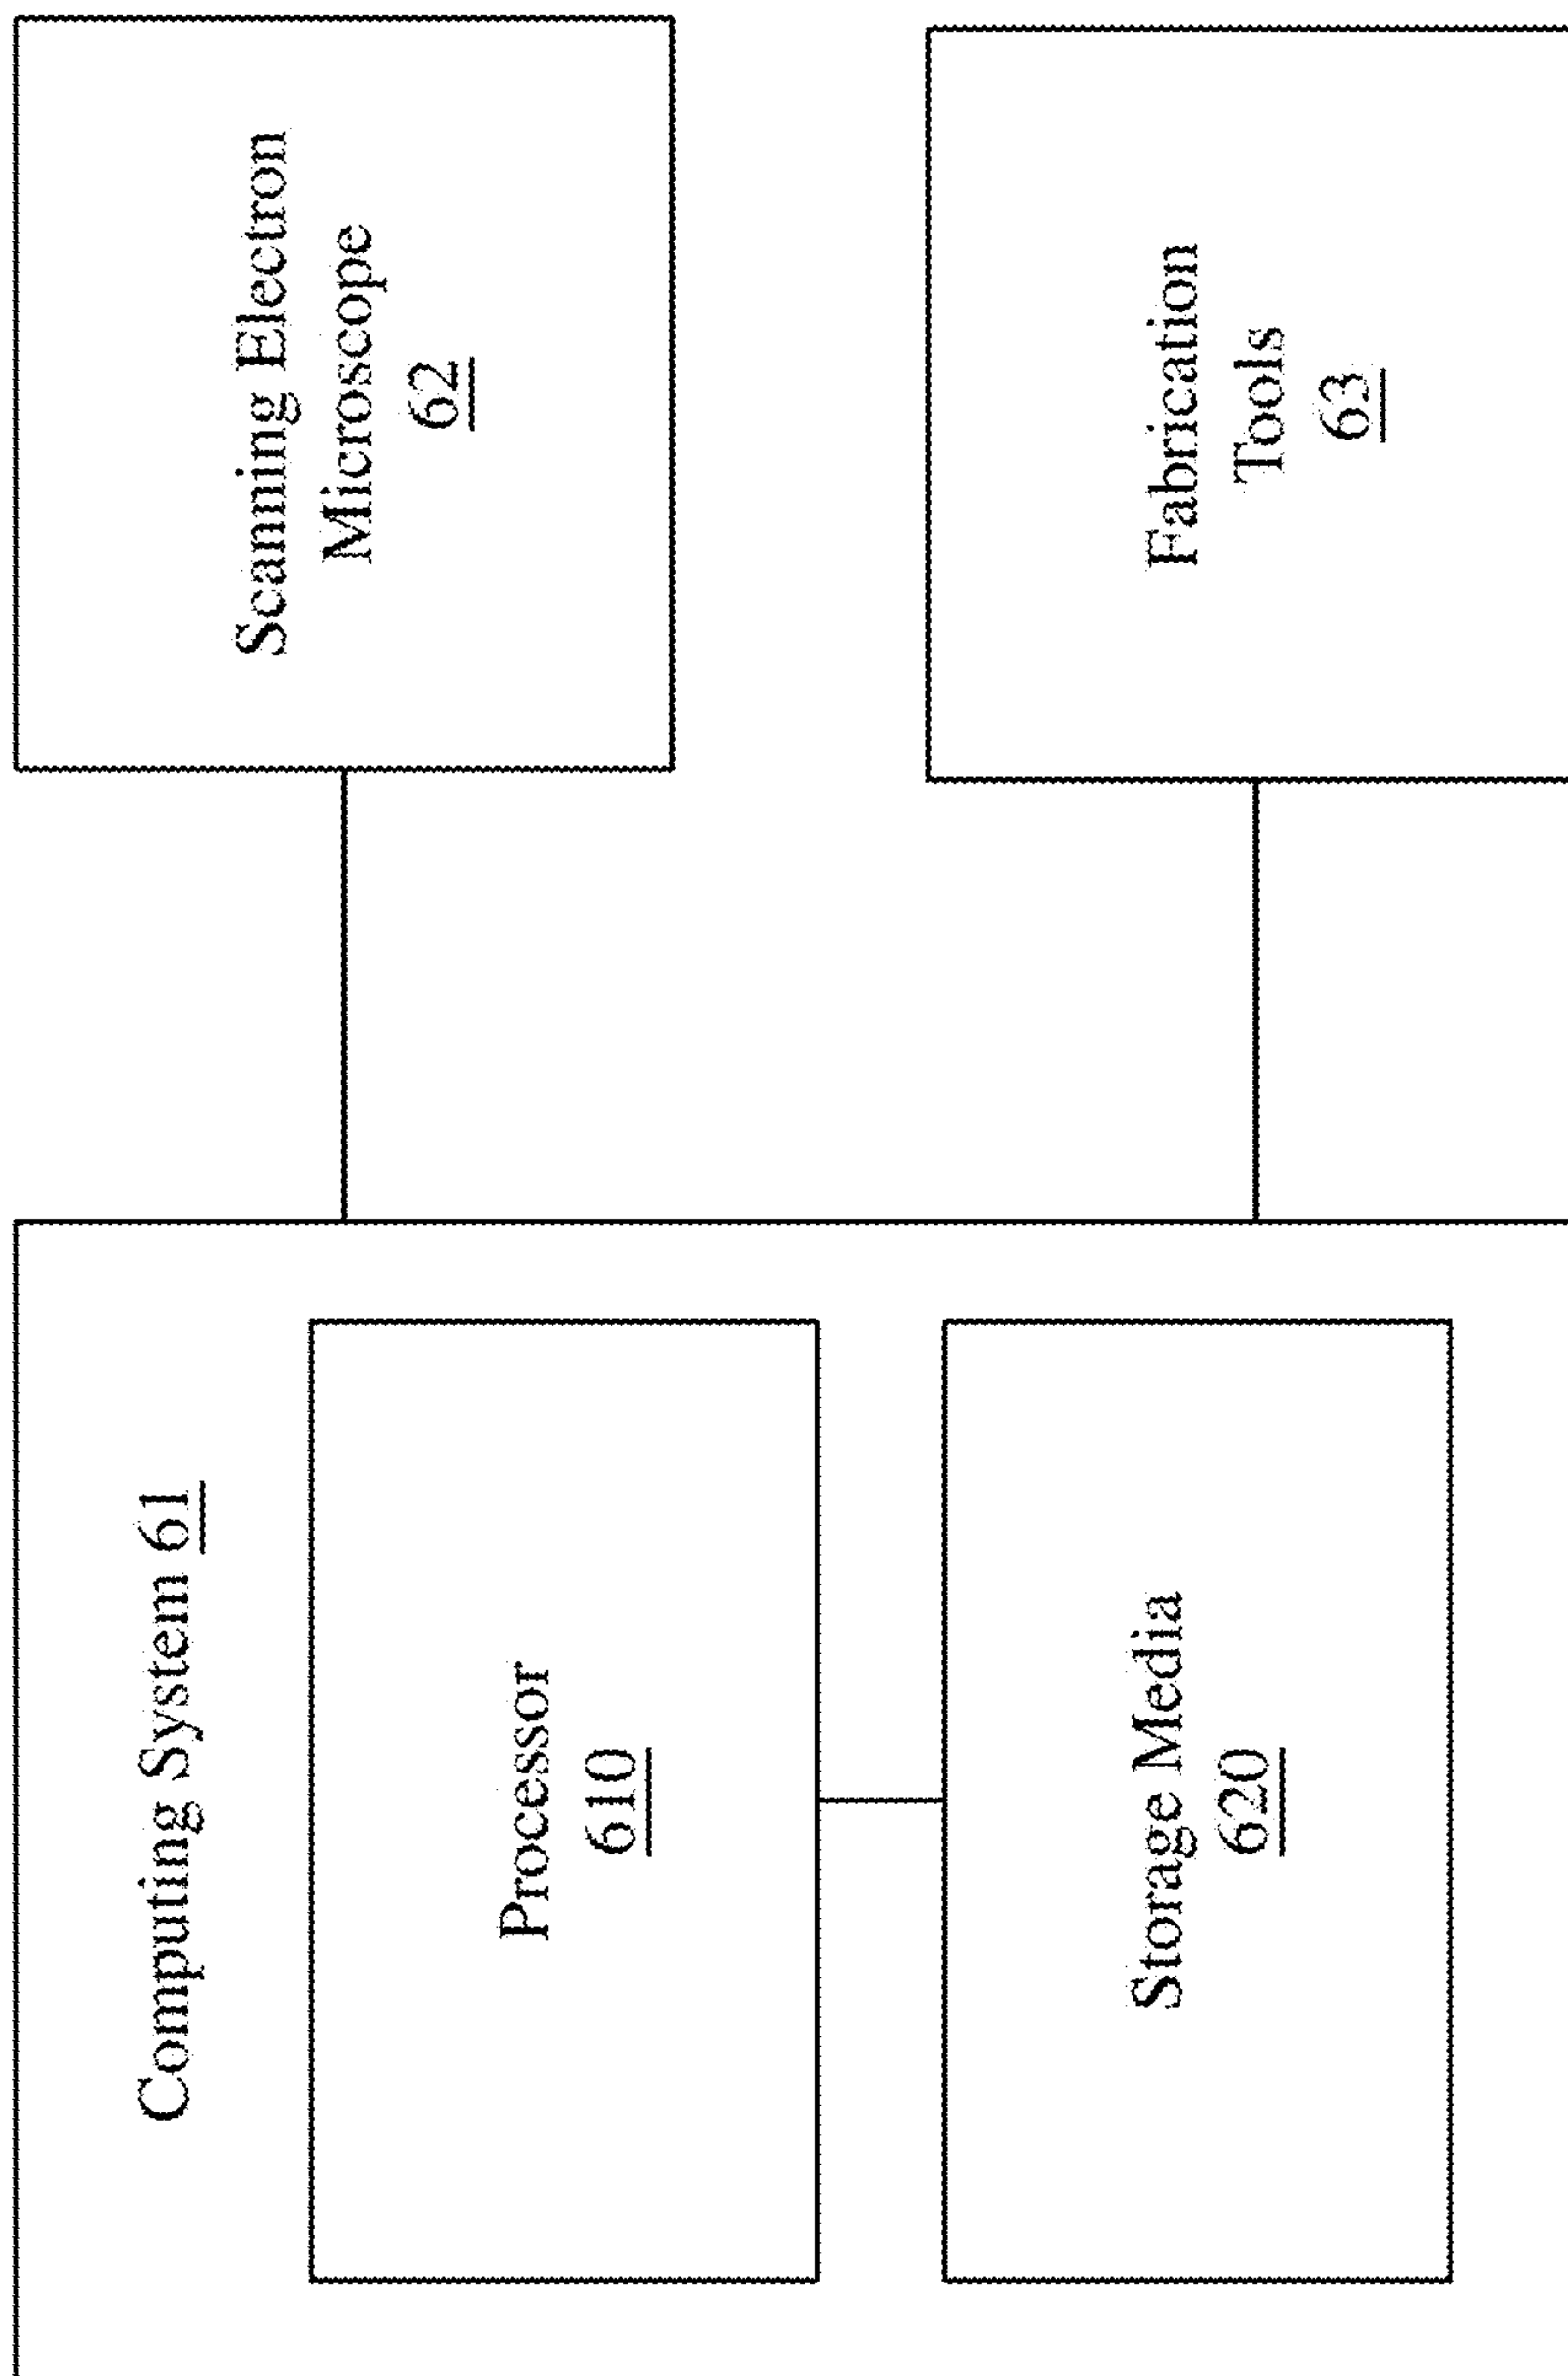 Computing System 61
Processor
610
Storage Media
620
Scanning Electron
Microscope
62
Fabrication
Tools
63